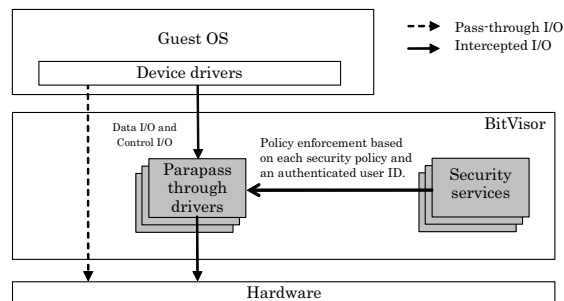 Guest OS
Device drivers
Pass-through I/O
Intercepted I/O
BitVisor
Data I/O and
Control I/O
Policy enforcement based
on each security policy and
an authenticated user ID.
Parapass
through
drivers
Security
services
Hardware